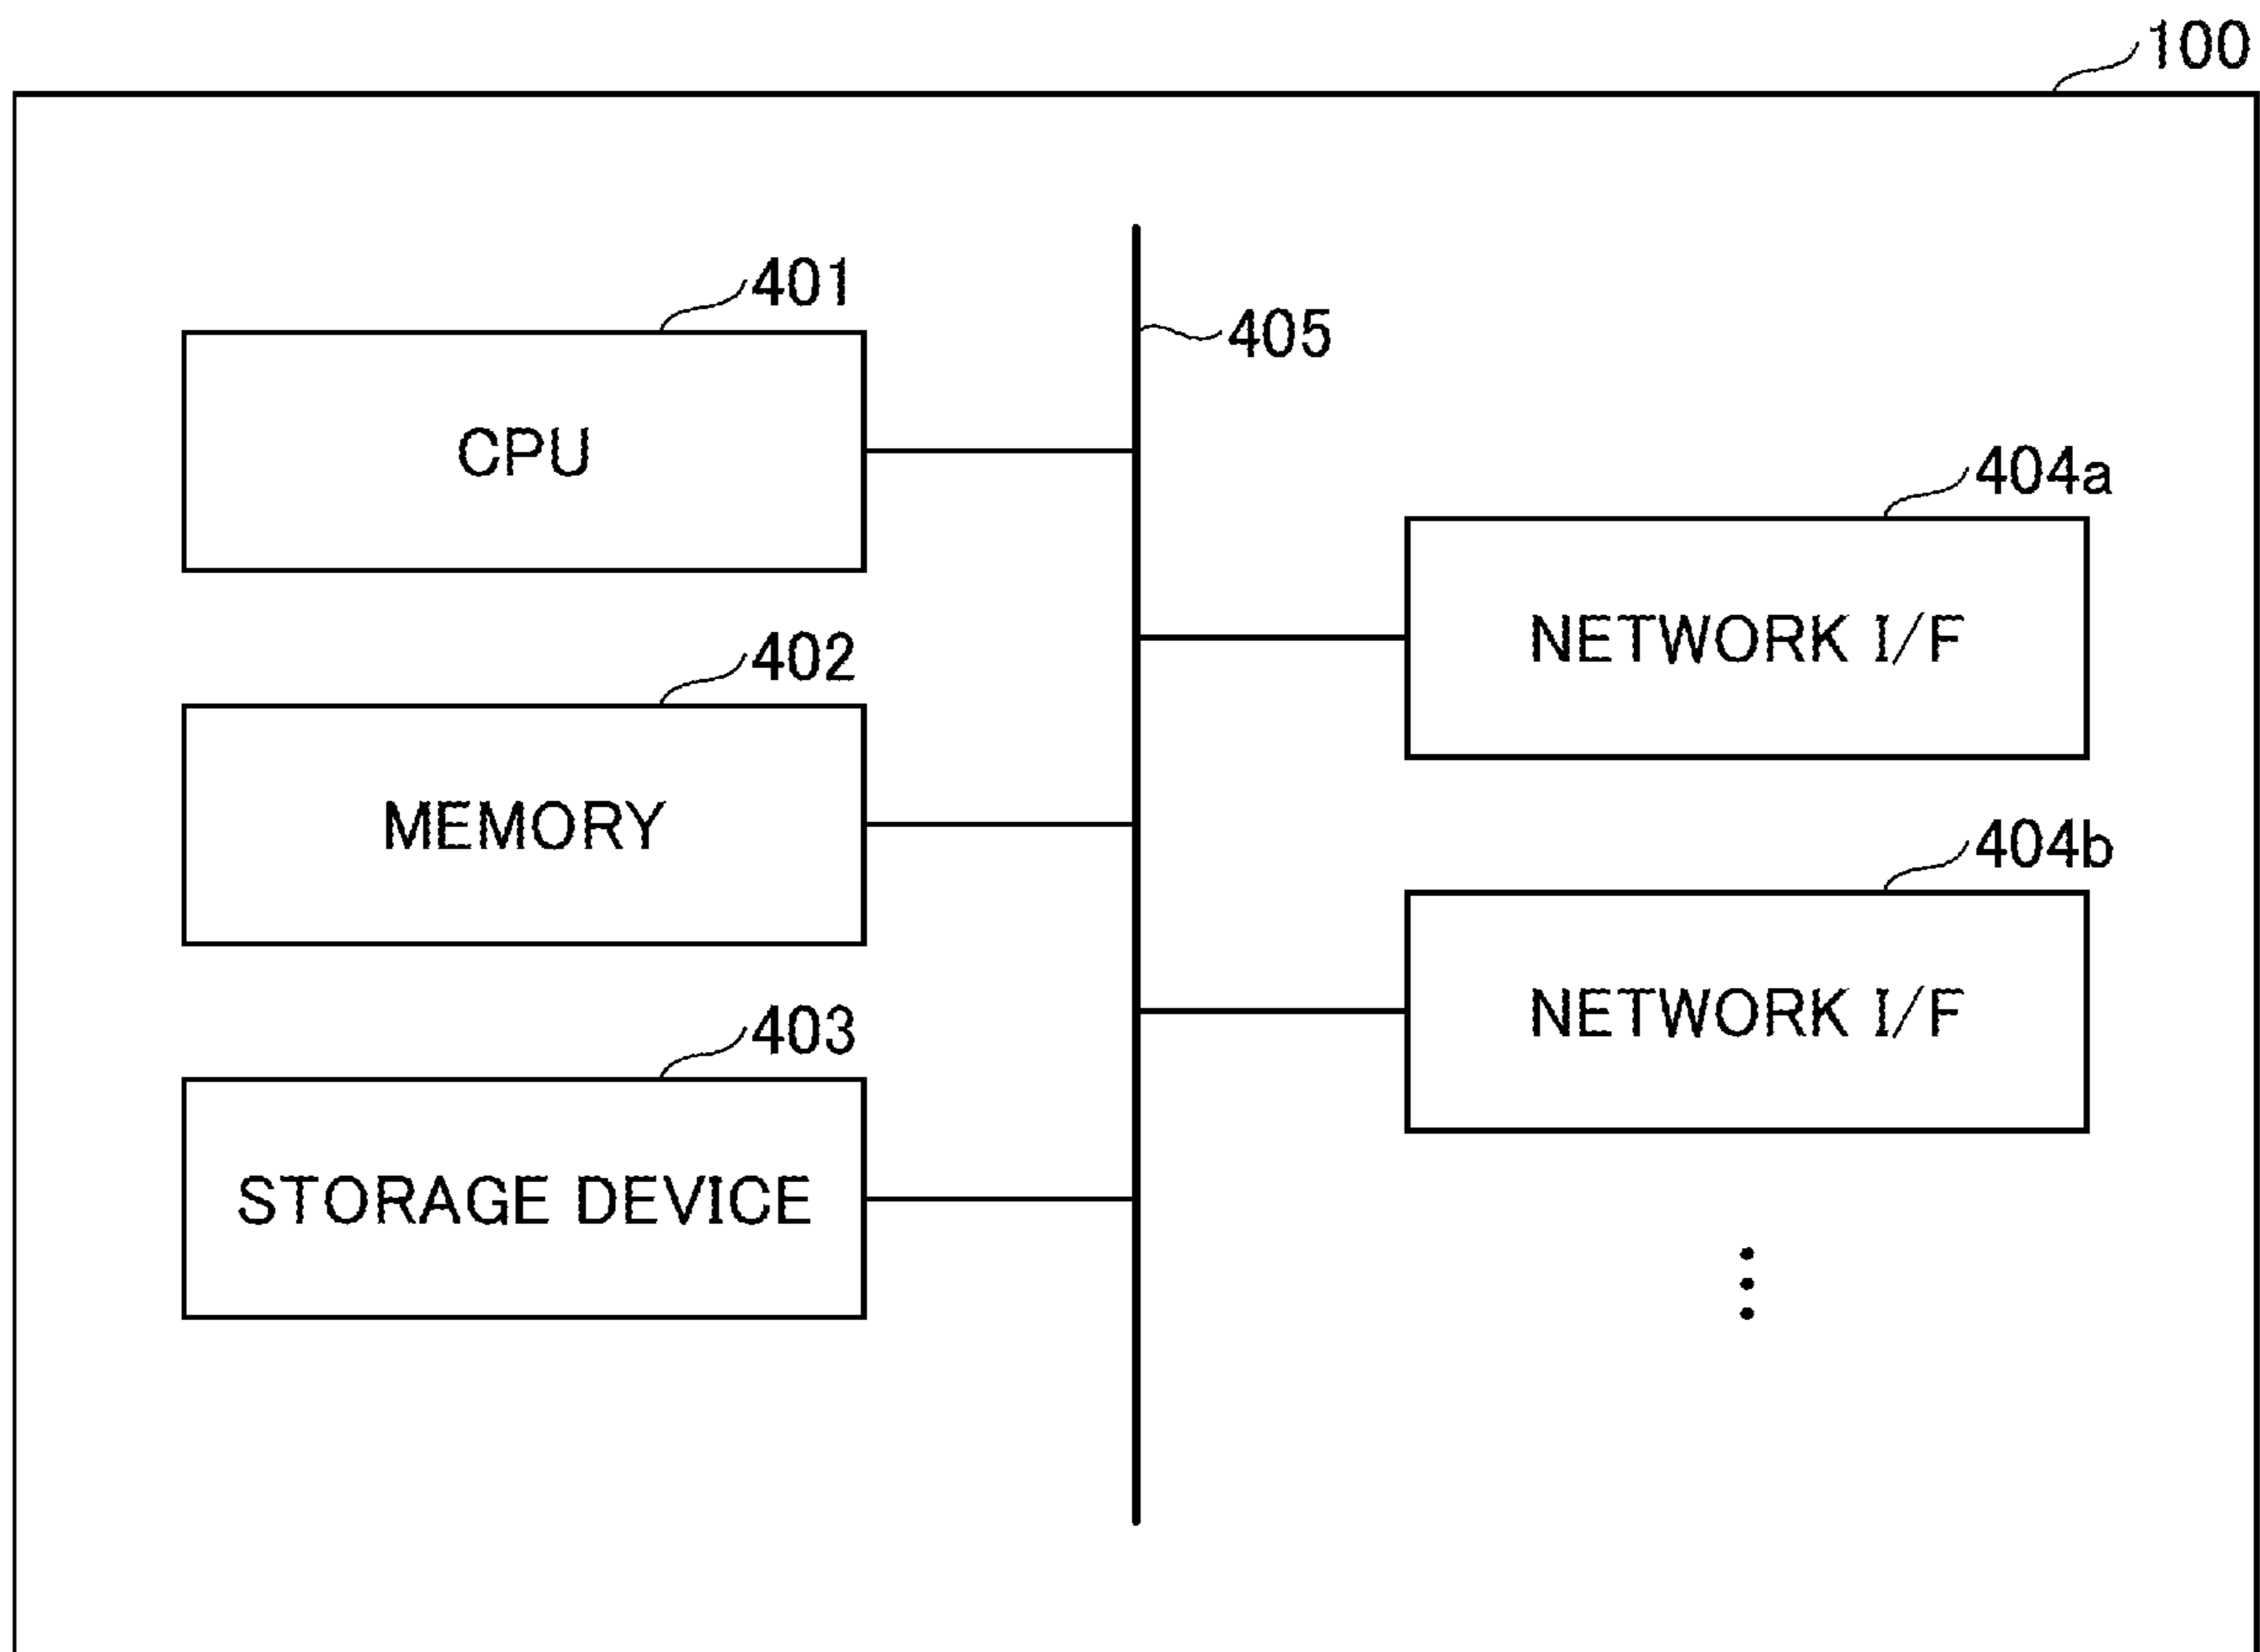 100
401
405
CPU
404a
NETWORK I/F
402
MEMORY
404b
NETWORK I/F
403
STORAGE DEVICE